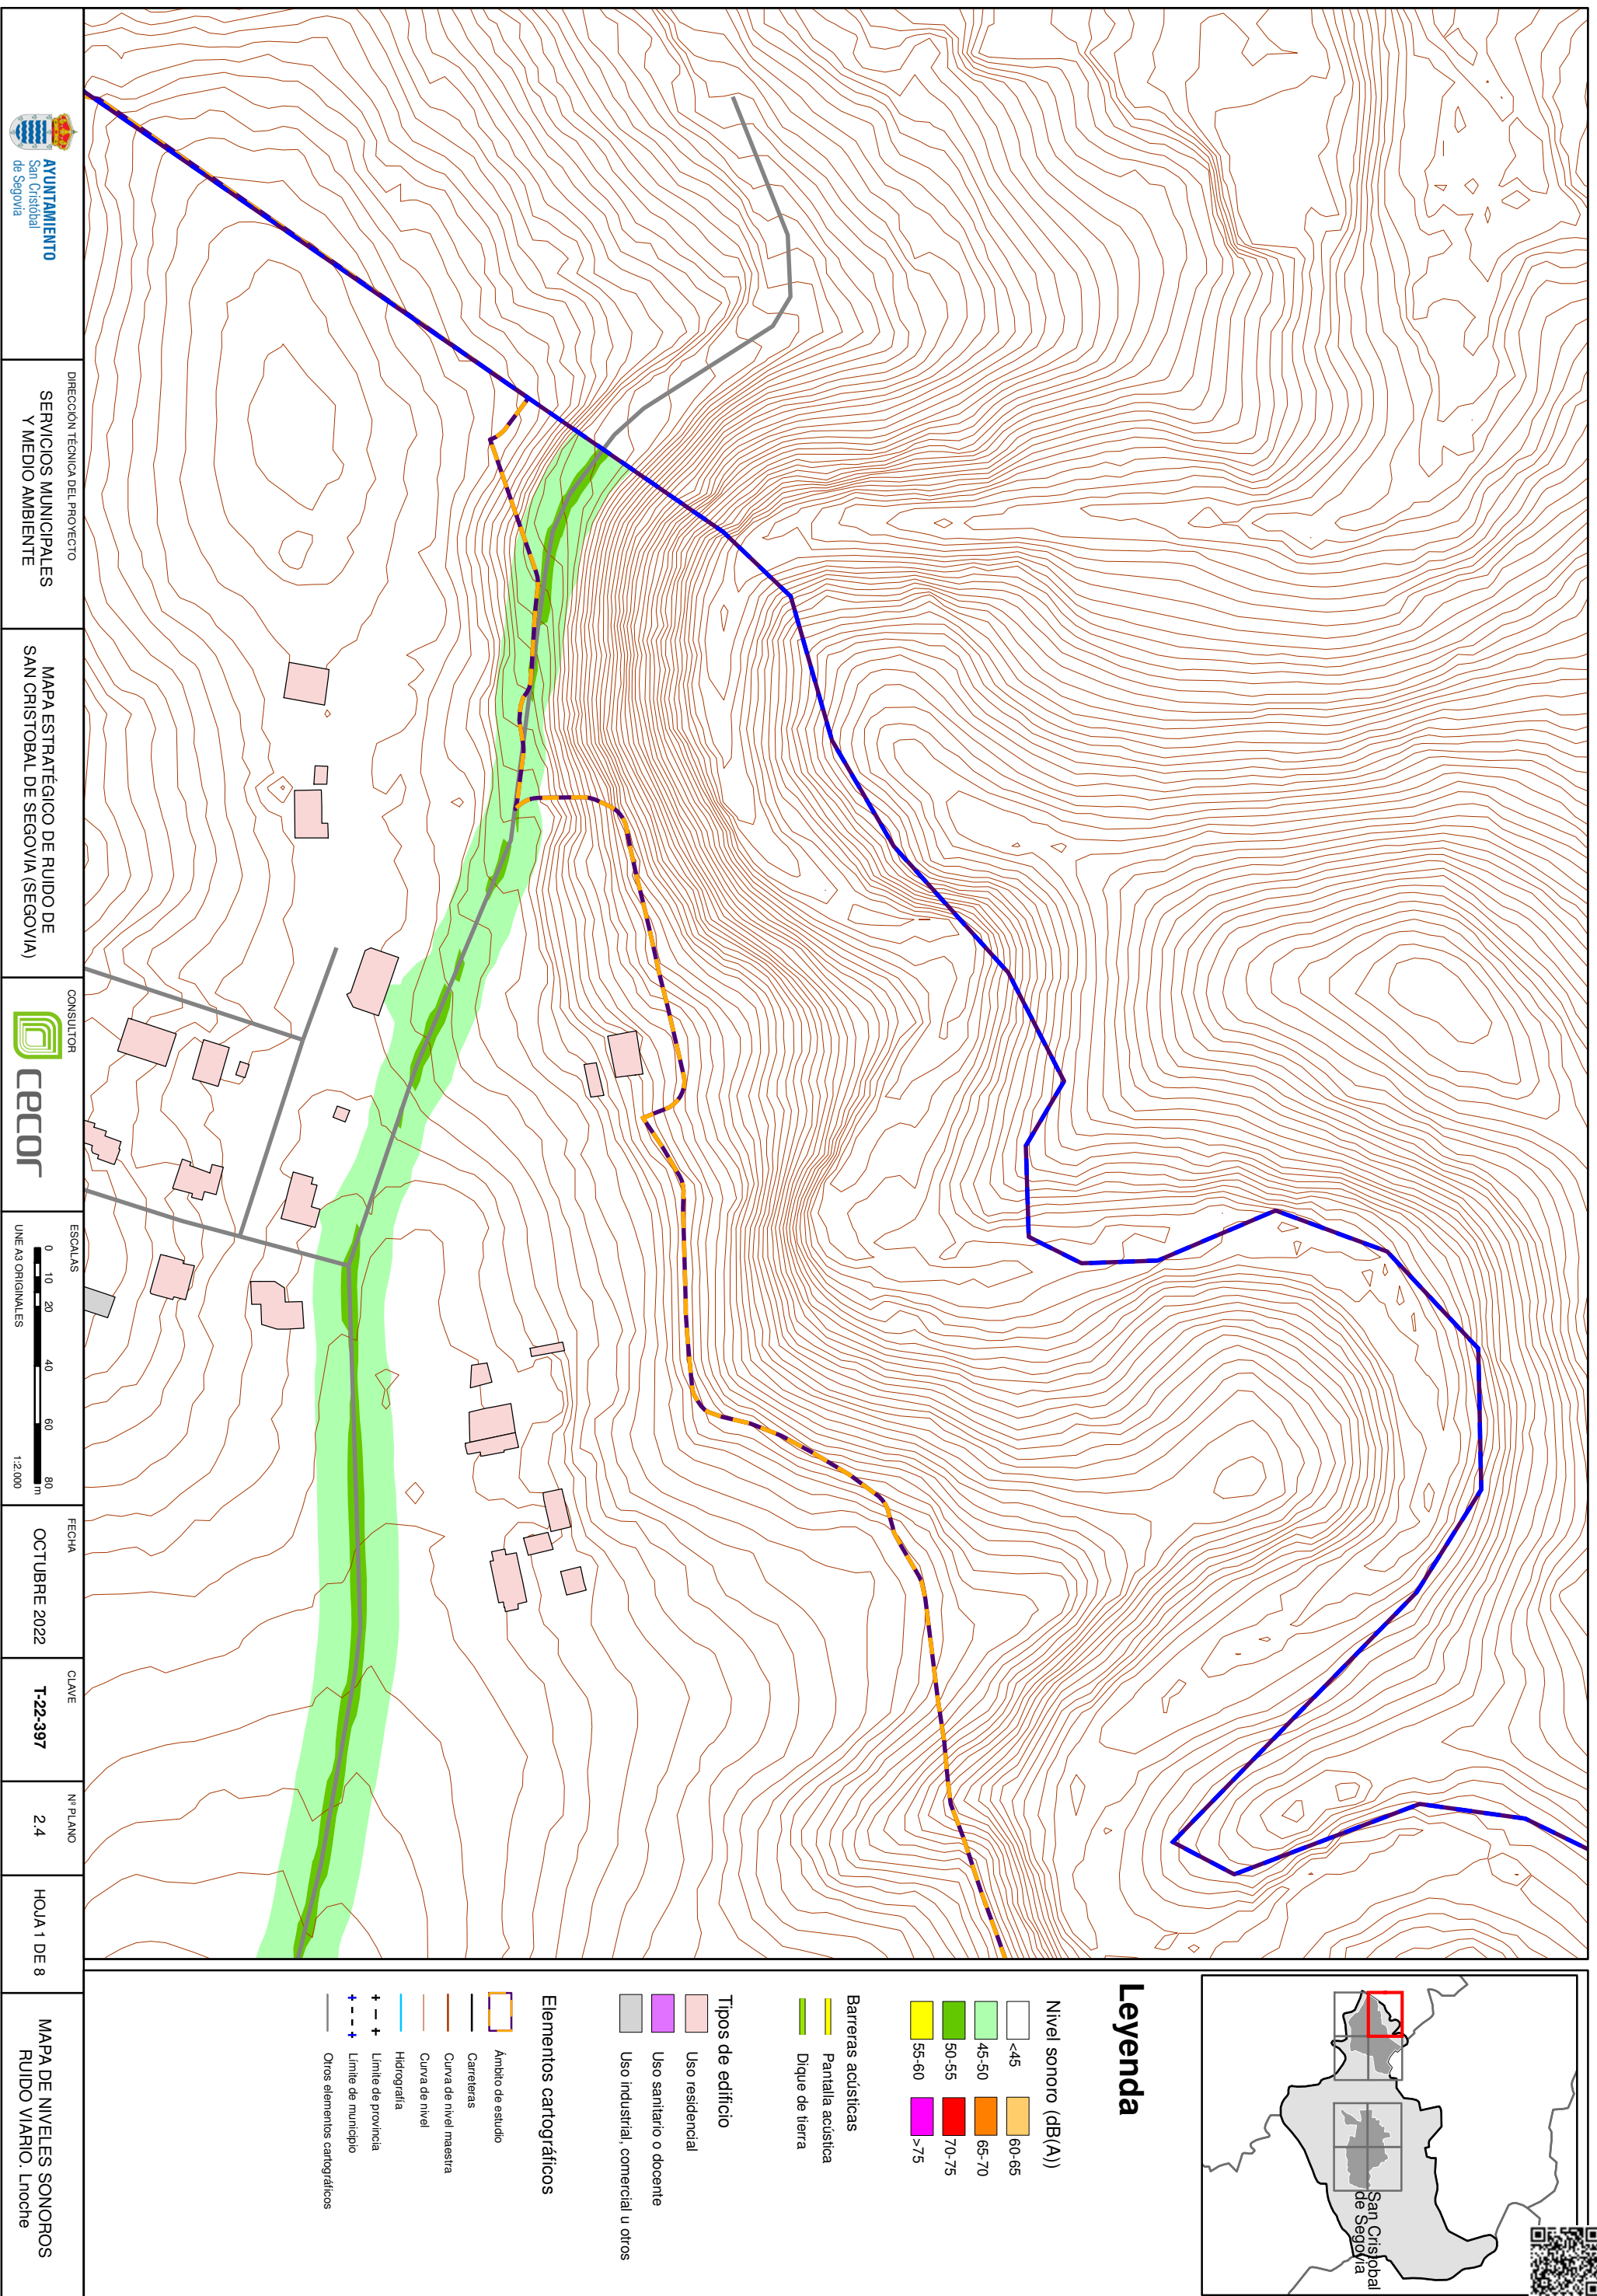 San Cristobal
de Segovia
Leyenda
Nivel sonoro (dB(A))
<45
45-50
50-55
55-60
60-65
65-70
70-75
>75
Barreras acústicas
Pantalla acústica
Dique de tierra
Tipos de edificio
Uso residencial
Uso sanitario o docente
Uso industrial, comercial u otros
Elementos cartográficos
Ámbito de estudio
Carreteras
Curva de nivel maestra
Curva de nivel
Hidrografía
Límite de provincia
Límite de municipio
Otros elementos cartográficos
AYUNTAMIENTO
San Cristóbal
de Segovia
DIRECCIÓN TÉCNICA DEL PROYECTO
SERVICIOS MUNICIPALES
Y MEDIO AMBIENTE
MAPA ESTRATÉGICO DE RUIDO DE
SAN CRISTOBAL DE SEGOVIA (SEGOVIA)
CONSULTOR
cecor
ESCALAS
0 10 20 40 60 80 m
UNE A3 ORIGINALES 1:2.000
FECHA
OCTUBRE 2022
CLAVE
T-22-397
Nº PLANO
2.4
HOJA 1 DE 8
MAPA DE NIVELES SONOROS
RUIDO VIARIO. Lnoche